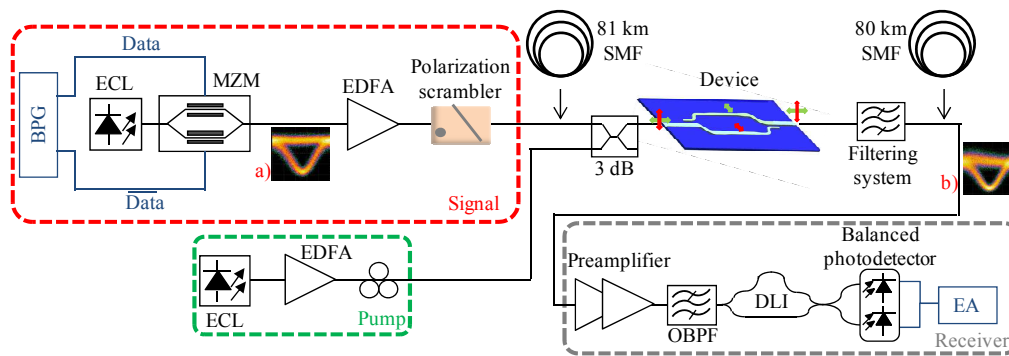 Data
BPG
ECL
MZM
a)
Data
EDFA
Polarization
scrambler
Signal
81 km
SMF
3 dB
Device
80 km
SMF
Filtering
system
b)
EDFA
ECL
Pump
Preamplifier
OBPF
DLI
Balanced
photodetector
EA
Receiver